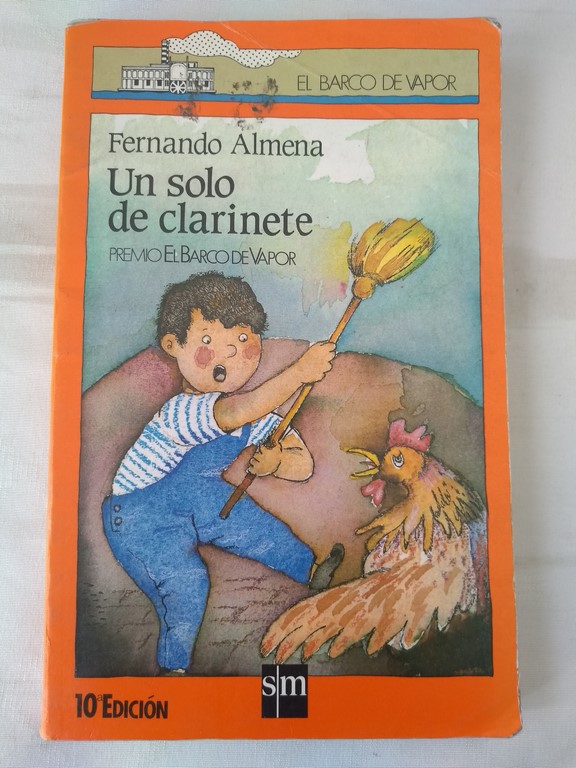 EL BARCO DE VAPOR
Fernando Almena
Un solo
de clarinete
PREMIO EL BARCO DE VAPOR
sm
10ª EDICIÓN